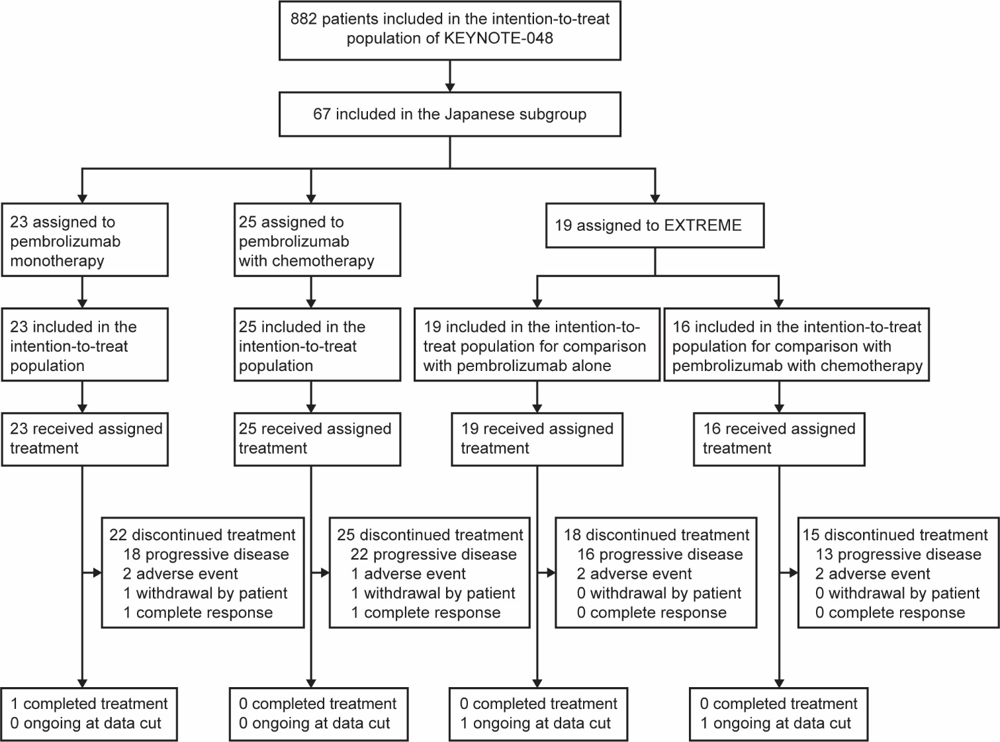 882 patients included in the intention-to-treat
population of KEYNOTE-048
67 included in the Japanese subgroup
23 assigned to
pembrolizumab
monotherapy
25 assigned to
pembrolizumab
with chemotherapy
19 assigned to EXTREME
23 included in the
intention-to-treat
population
25 included in the
intention-to-treat
population
19 included in the intention-to-
treat population for comparison
with pembrolizumab alone
16 included in the intention-to-treat
population for comparison with
pembrolizumab with chemotherapy
23 received assigned
treatment
25 received assigned
treatment
19 received assigned
treatment
16 received assigned
treatment
22 discontinued treatment
18 progressive disease
2 adverse event
1 withdrawal by patient
1 complete response
25 discontinued treatment
22 progressive disease
1 adverse event
1 withdrawal by patient
1 complete response
18 discontinued treatment
16 progressive disease
2 adverse event
0 withdrawal by patient
0 complete response
15 discontinued treatment
13 progressive disease
2 adverse event
0 withdrawal by patient
0 complete response
1 completed treatment
0 ongoing at data cut
0 completed treatment
0 ongoing at data cut
0 completed treatment
1 ongoing at data cut
0 completed treatment
1 ongoing at data cut